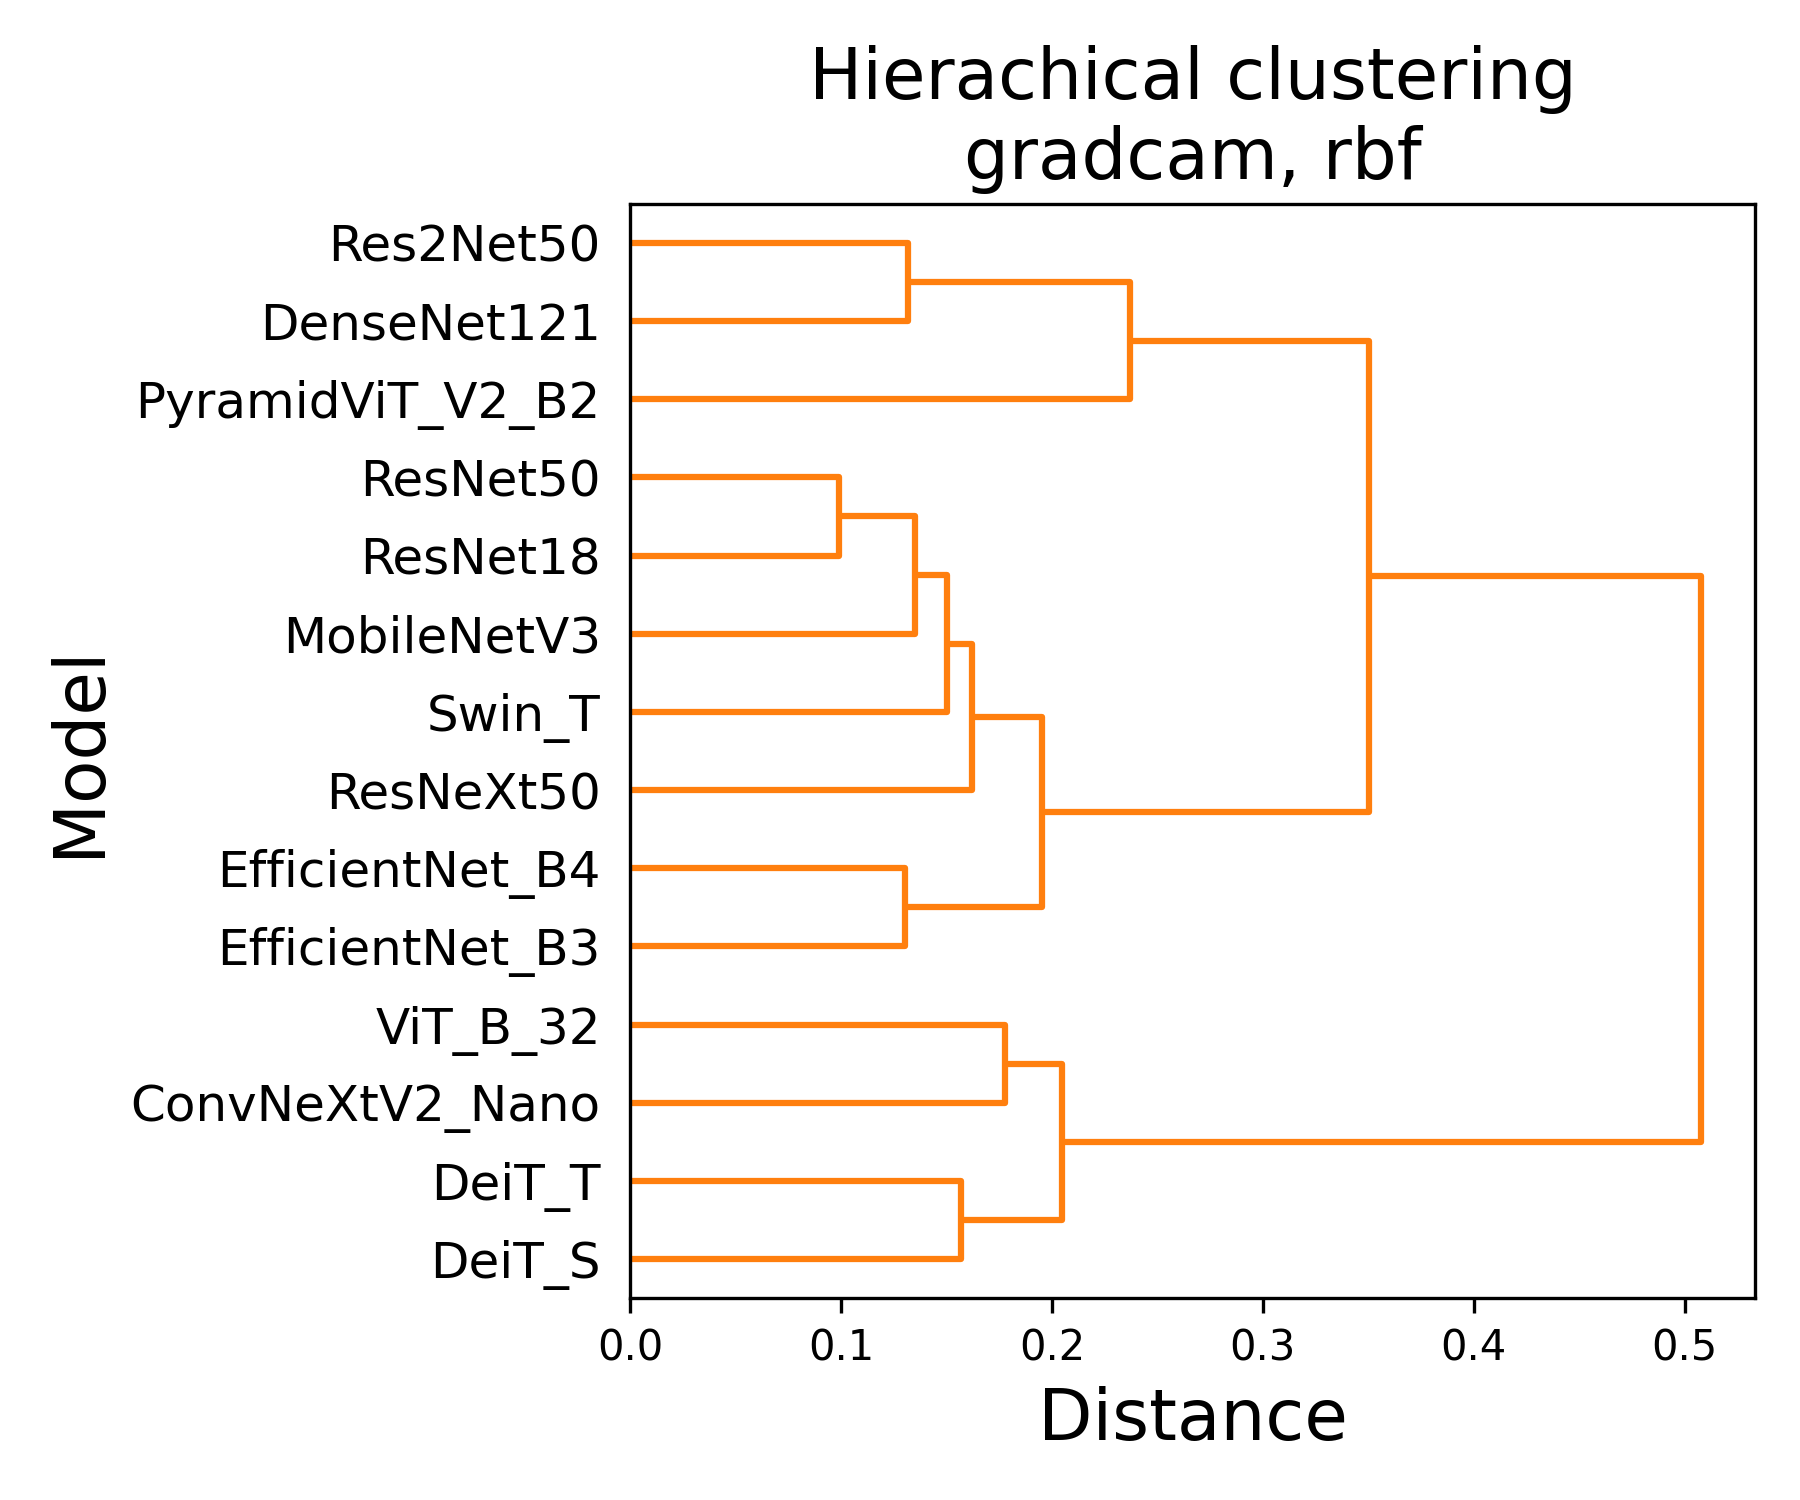 Hierachical clustering
gradcam, rbf
Model
Res2Net50
DenseNet121
PyramidViT_V2_B2
ResNet50
ResNet18
MobileNetV3
Swin_T
ResNeXt50
EfficientNet_B4
EfficientNet_B3
ViT_B_32
ConvNeXtV2_Nano
DeiT_T
DeiT_S
0.0 0.1 0.2 0.3 0.4 0.5
Distance